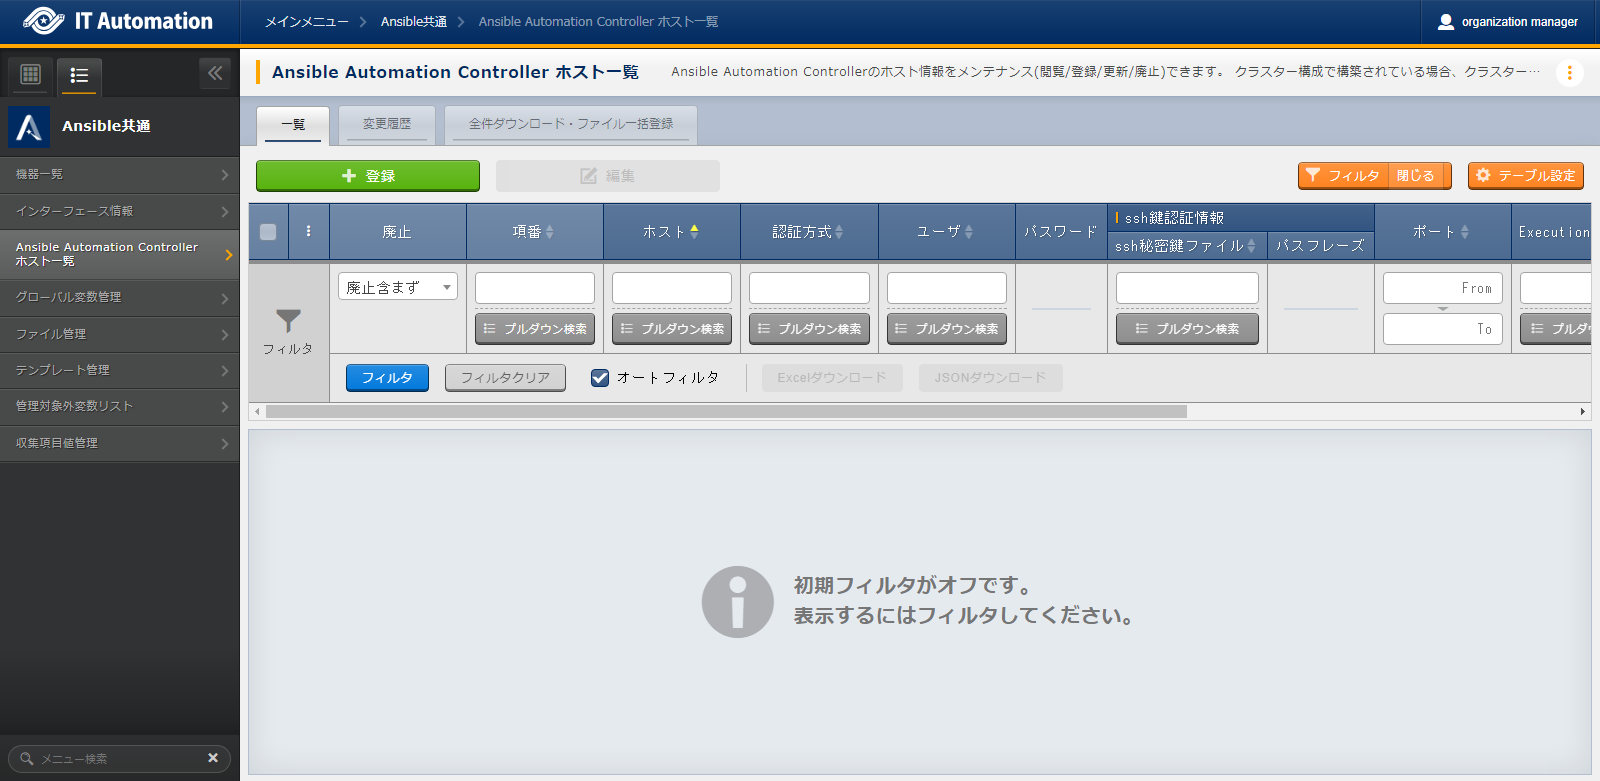 IT Automation
メインメニュー
Ansible共通
Ansible Automation Controller ホスト一覧
organization manager
Ansible共通
機器一覧
インターフェース情報
Ansible Automation Controller
ホスト一覧
グローバル変数管理
ファイル管理
テンプレート管理
管理対象外変数リスト
収集項目値管理
メニュー検索
Ansible Automation Controller ホスト一覧
Ansible Automation Controllerのホスト情報をメンテナンス(閲覧/登録/更新/廃止)できます。 クラスター構成で構築されている場合、クラスター…
一覧
変更履歴
全件ダウンロード・ファイル一括登録
登録
編集
フィルタ
閉じる
テーブル設定
廃止
項番
ホスト
認証方式
ユーザ
パスワード
ssh鍵認証情報
ssh秘密鍵ファイル
パスフレーズ
ポート
Execution
フィルタ
廃止含まず
プルダウン検索
プルダウン検索
プルダウン検索
プルダウン検索
プルダウン検索
From
To
プルダ
フィルタ
フィルタクリア
オートフィルタ
Excelダウンロード
JSONダウンロード
初期フィルタがオフです。
表示するにはフィルタしてください。